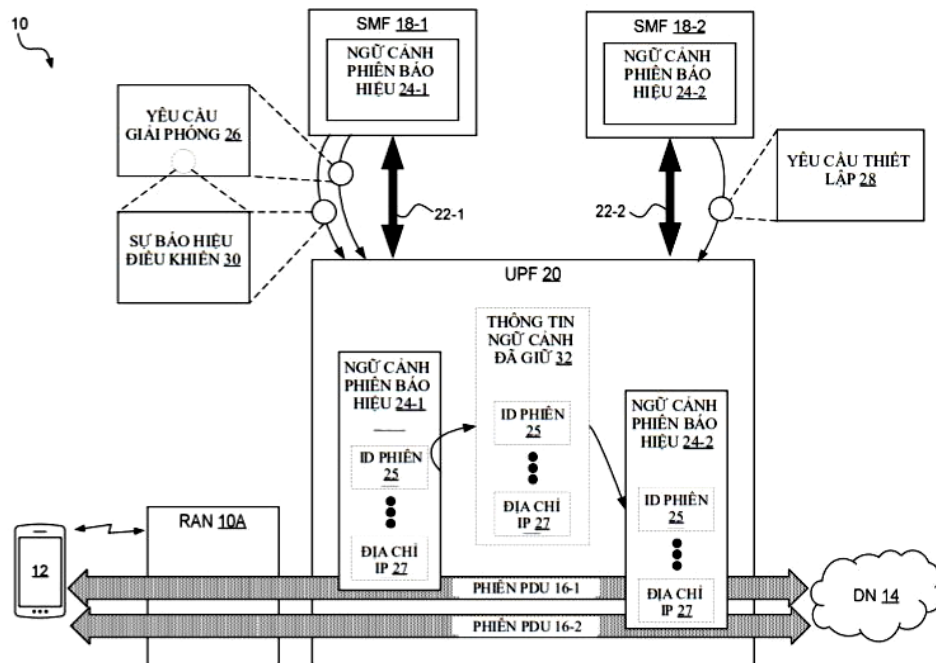 10
SMF 18-1
NGỮ CẢNH
PHIÊN BÁO
HIỆU 24-1
SMF 18-2
NGỮ CẢNH
PHIÊN BÁO
HIỆU 24-2
YÊU CẦU
GIẢI PHÓNG 26
SỰ BÁO HIỆU
ĐIỀU KHIỂN 30
22-1
22-2
YÊU CẦU THIẾT
LẬP 28
UPF 20
THÔNG TIN
NGỮ CẢNH
ĐÃ GIỮ 32
ID PHIÊN
25
ĐỊA CHỈ
IP 27
NGỮ CẢNH
PHIÊN BÁO
HIỆU 24-1
ID PHIÊN
25
ĐỊA CHỈ
IP 27
NGỮ CẢNH
PHIÊN BÁO
HIỆU 24-2
ID PHIÊN
25
ĐỊA CHỈ
IP 27
RAN 10A
12
PHIÊN PDU 16-1
PHIÊN PDU 16-2
DN 14